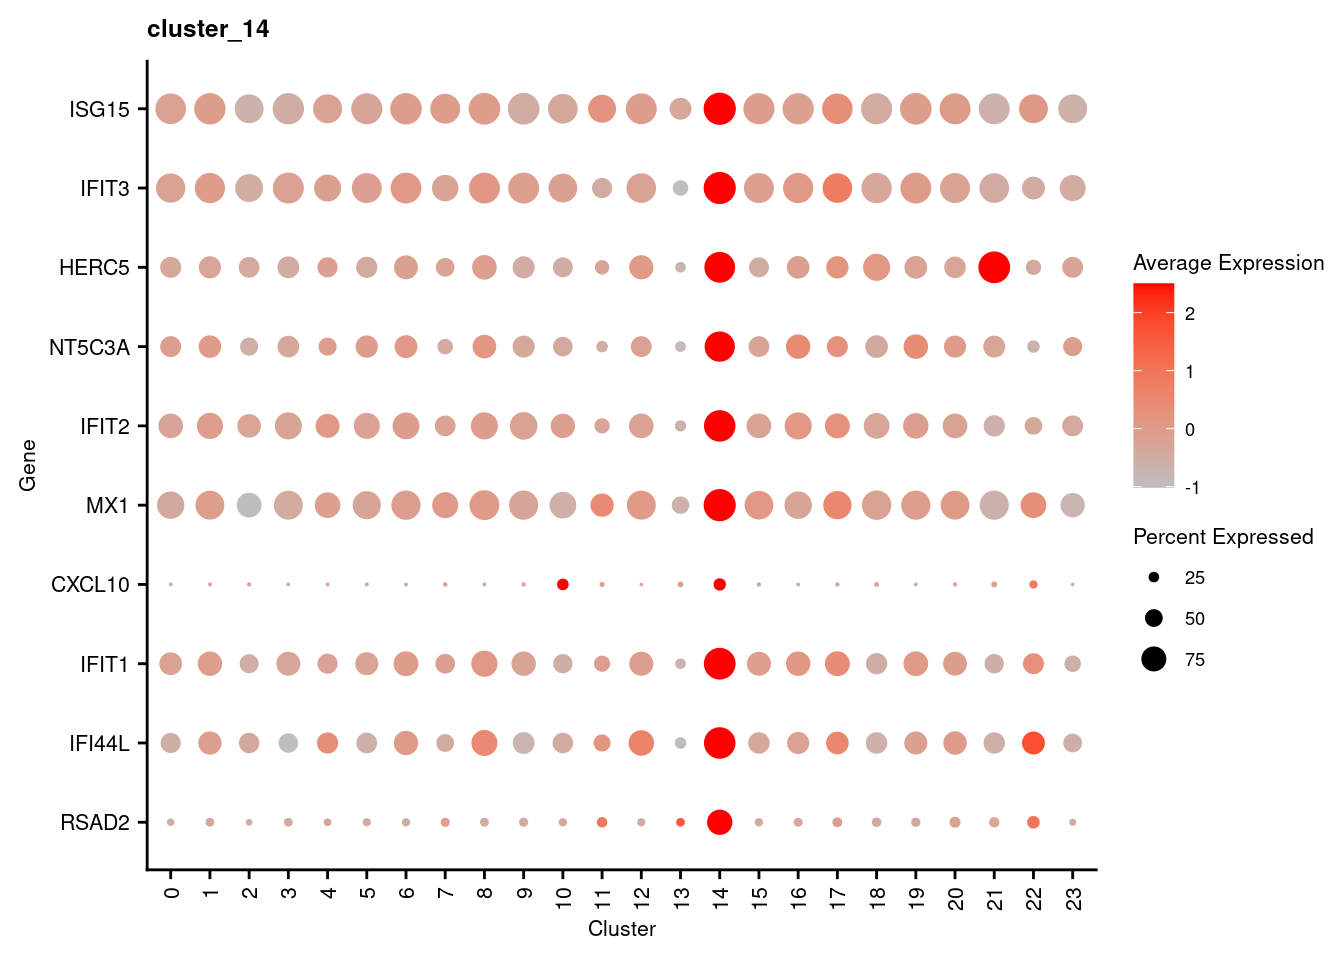 cluster_14
ISG15
IFIT3
HERC5
NT5C3A
IFIT2
MX1
CXCL10
IFIT1
IFI44L
RSAD2
Gene
0 1 2 3 4 5 6 7 8 9 10 11 12 13 14 15 16 17 18 19 20 21 22 23
Cluster
Average Expression
2
1
0
-1
Percent Expressed
25
50
75